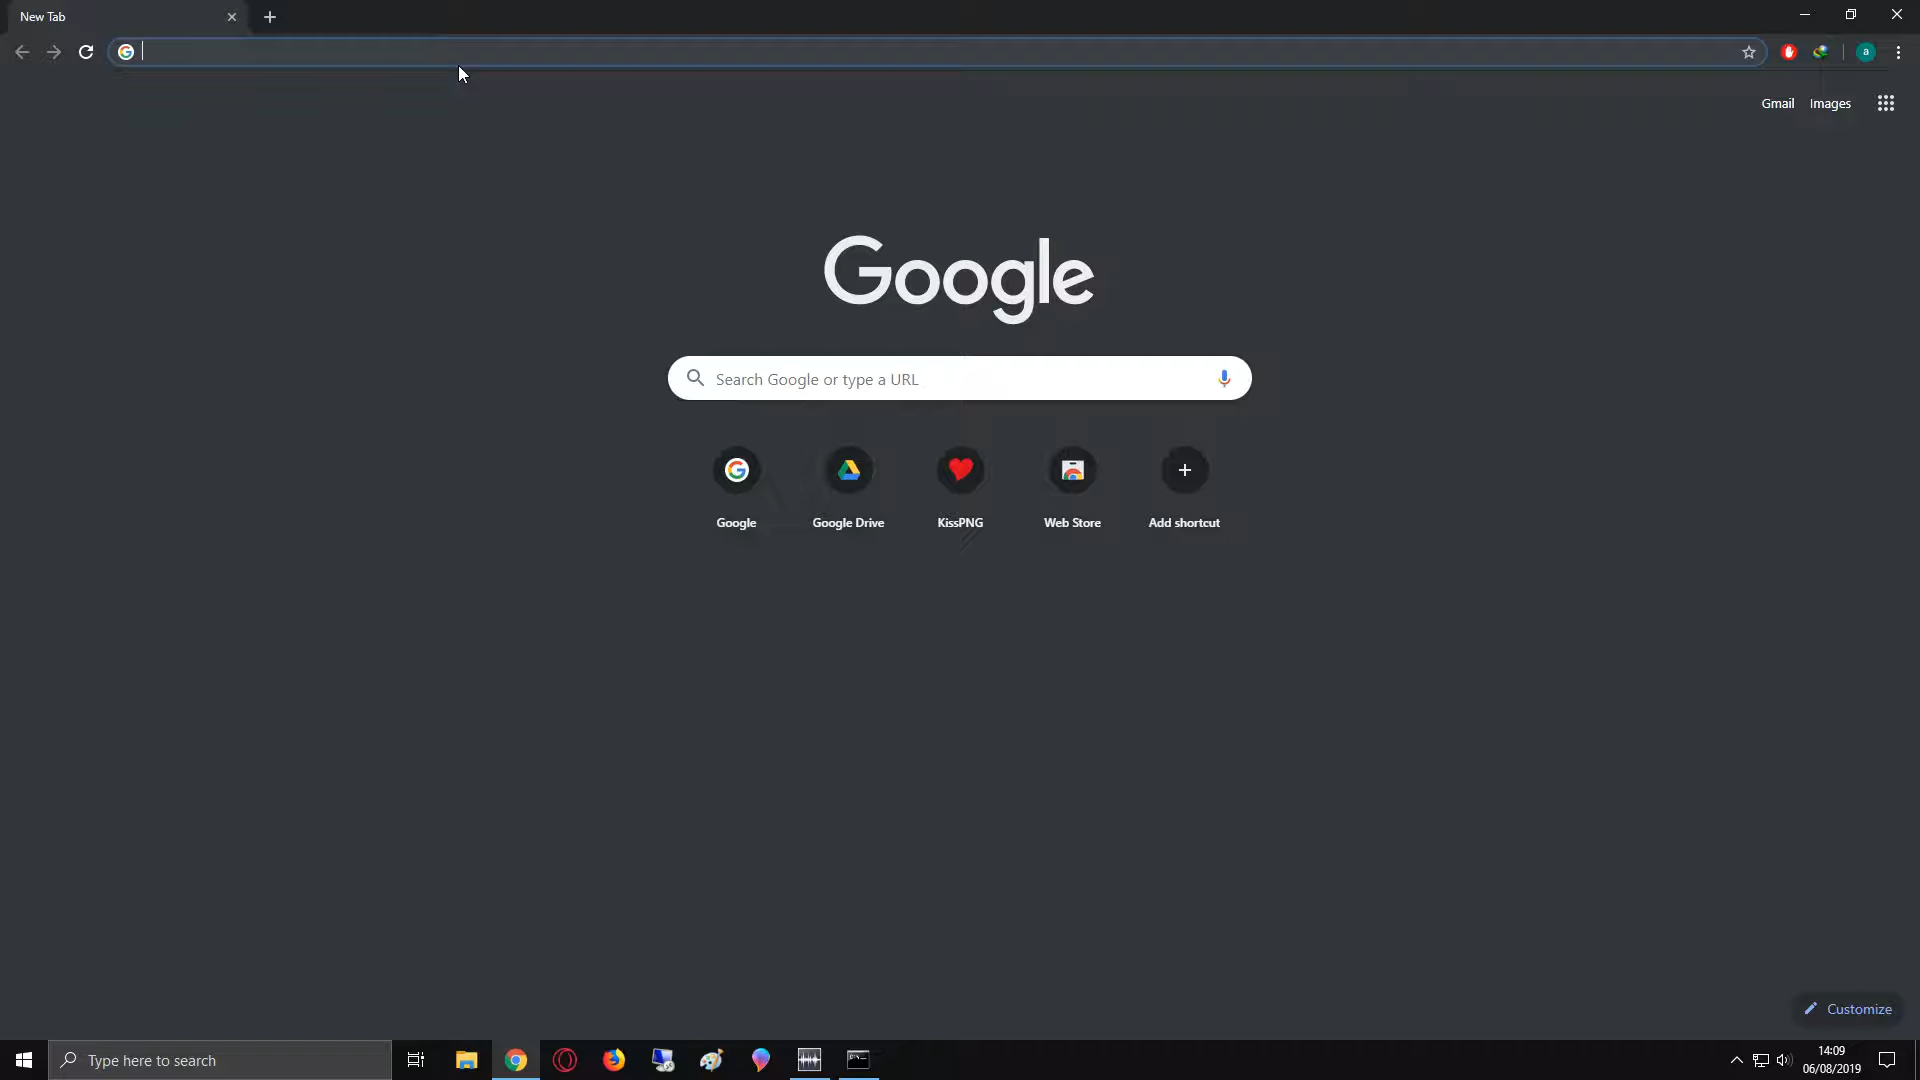 New Tab
Gmail Images
Google
Search Google or type a URL
Google Google Drive KissPNG Web Store Add shortcut
Customize
Type here to search
14:09
06/08/2019